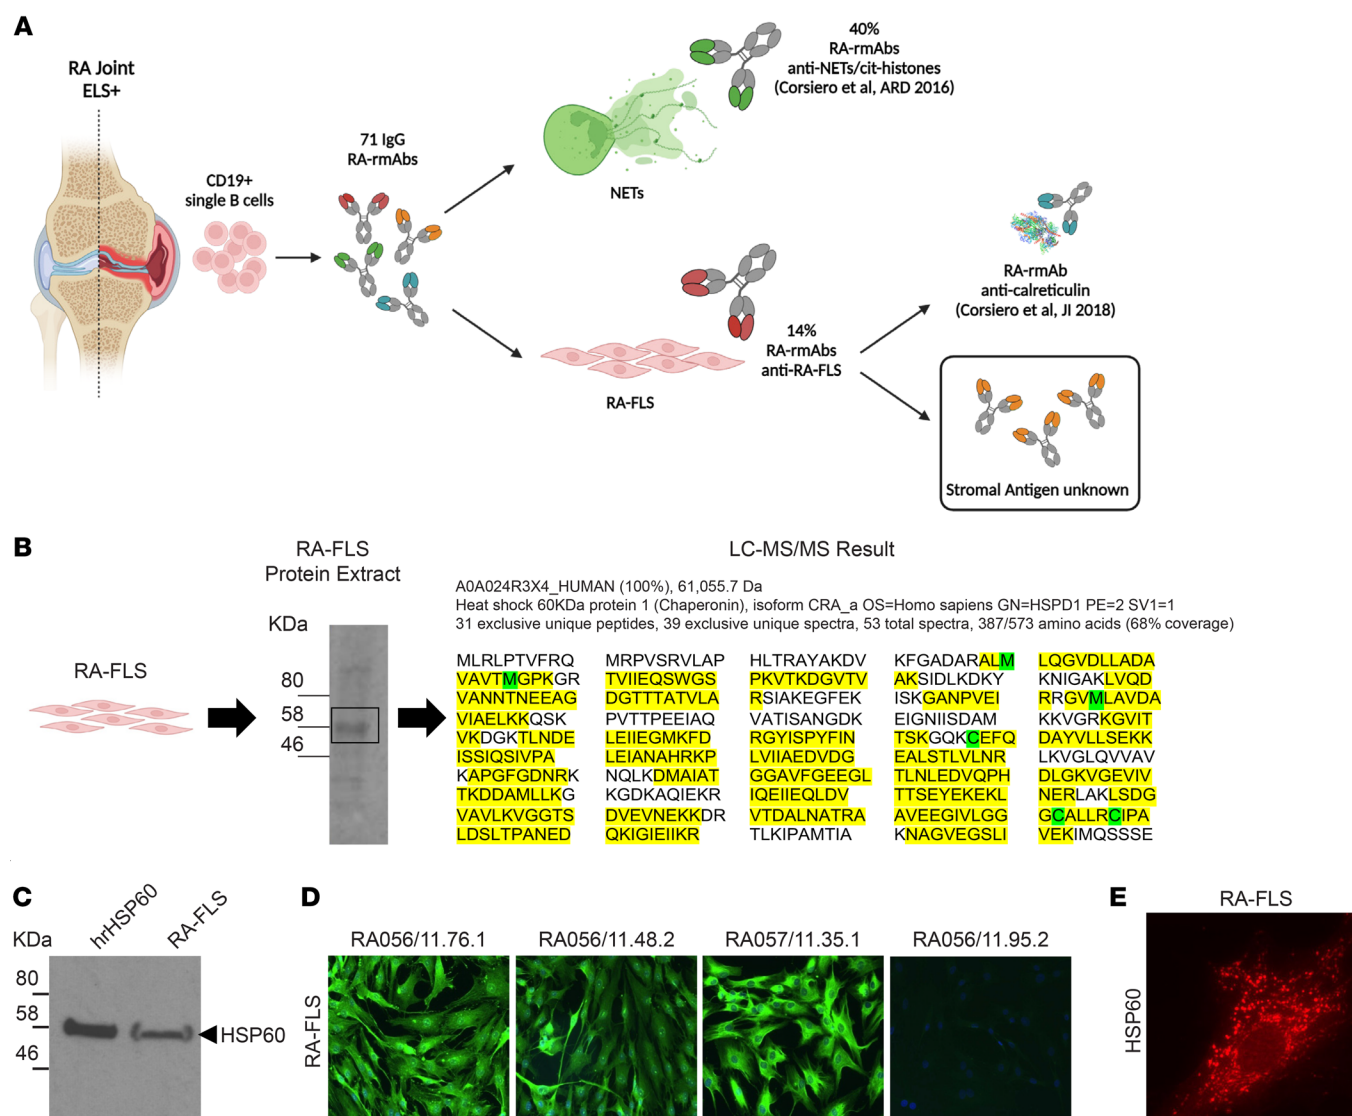 A
RA Joint
ELS+
CD19+
single B cells
71 IgG
RA-rmAbs
NETs
40%
RA-rmAbs
anti-NETs/cit-histones
(Corsiero et al, ARD 2016)
RA-FLS
14%
RA-rmAbs
anti-RA-FLS
RA-rmAb
anti-calreticulin
(Corsiero et al, JI 2018)
Stromal Antigen unknown
B
RA-FLS
RA-FLS
Protein Extract
KDa
80
58
46
LC-MS/MS Result
A0A024R3X4_HUMAN (100%), 61,055.7 Da
Heat shock 60KDa protein 1 (Chaperonin), isoform CRA_a OS=Homo sapiens GN=HSPD1 PE=2 SV1=1
31 exclusive unique peptides, 39 exclusive unique spectra, 53 total spectra, 387/573 amino acids (68% coverage)
MLRLPTVFRQ MRPVSRVLAP HLTRAYAKDV KFGADARALM LQGVDLLADA
VAVTMGPKGR TVIIEQSWGS PKVTKDGVTV AKSIDLKDKY KNIGAKLVQD
VANNTNEEAG DGTTTATVLA RSIAKEGFEK ISKGANPVEI RRGVMLAVDA
VIAELKKQSK PVTTPEEIAQ VATISANGDK EIGNIISDAM KKVGRKGVIT
VKDGKTLNDE LEIIEGMKFD RGYISPYFIN TSKGQKCEFQ DAYVLLSEKK
ISSIQSIVPA LEIANAHRKP LVIIAEDVDG EALSTLVLNR LKVGLQVVAV
KAPGFGDNRK NQLKDMAIAT GGAVFGEEGL TLNLEDVQPH DLGKVGEVIV
TKDDAMLLKG KGDKAQIEKR IQEIIEQLDV TTSEYEKEKL NERLAKLSDG
VAVLKVGGTS DVEVNEKKDR VTDALNATRA AVEEGIVLGG GCALLRCIPA
LDSLTPANED QKIGIEIIKR TLKIPAMTIA KNAGVEGSLI VEKIMQSSSE
C
KDa
hrHSP60
RA-FLS
80
58
46
HSP60
D
RA056/11.76.1
RA056/11.48.2
RA057/11.35.1
RA056/11.95.2
RA-FLS
E
RA-FLS
HSP60